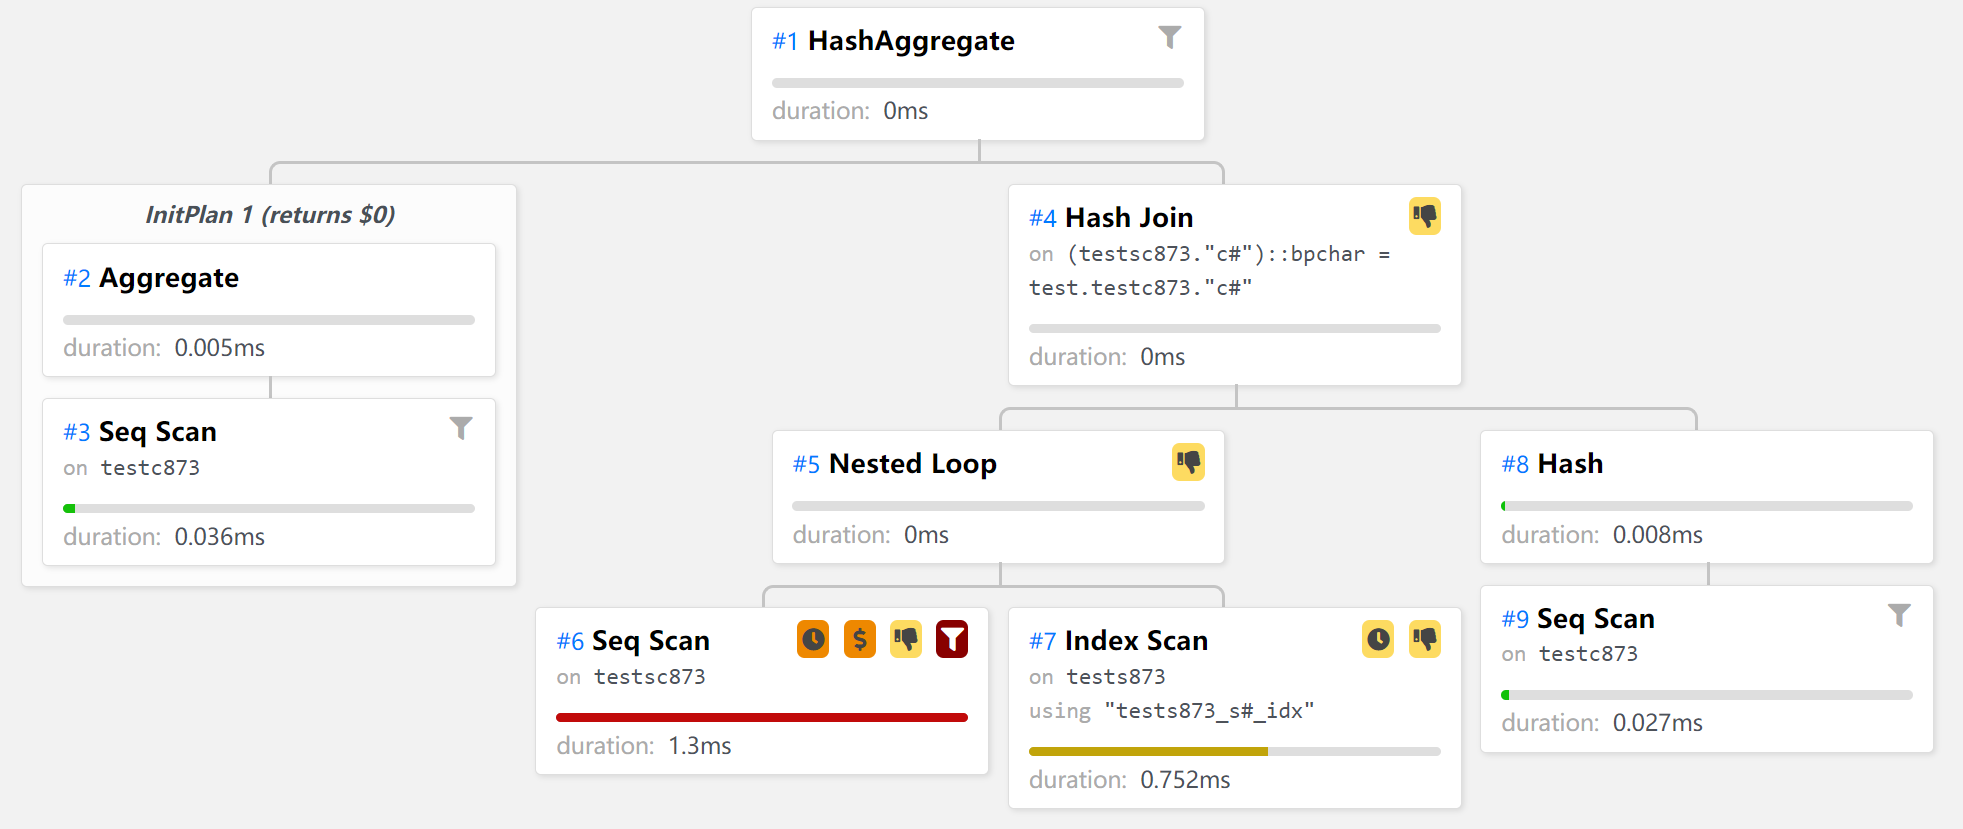 #1 HashAggregate
duration: 0ms
InitPlan 1 (returns $0)
#2 Aggregate
duration: 0.005ms
#3 Seq Scan
on testc873
duration: 0.036ms
#4 Hash Join
on (testsc873."c#")::bpchar =
test.testc873."c#"
duration: 0ms
#5 Nested Loop
duration: 0ms
#6 Seq Scan
$
on testsc873
duration: 1.3ms
#7 Index Scan
on tests873
using "tests873_s#_idx"
duration: 0.752ms
#8 Hash
duration: 0.008ms
#9 Seq Scan
on testc873
duration: 0.027ms